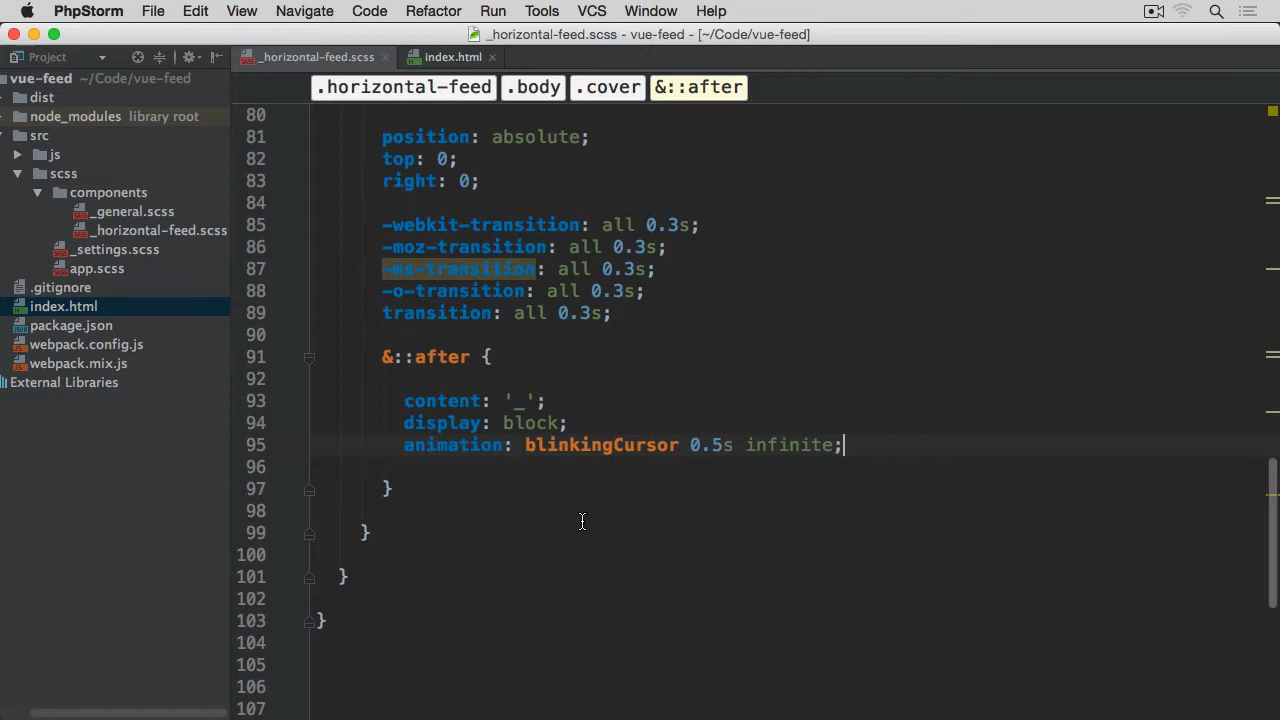 PhpStorm File Edit View Navigate Code Refactor Run Tools VCS Window Help
_horizontal-feed.scss - vue-feed - [~/Code/vue-feed]
Project
_horizontal-feed.scss
index.html
vue-feed ~/Code/vue-feed
dist
node_modules library root
src
js
scss
components
_general.scss
_horizontal-feed.scss
_settings.scss
app.scss
.gitignore
index.html
package.json
webpack.config.js
webpack.mix.js
External Libraries
.horizontal-feed .body .cover &::after
80
81 position: absolute;
82 top: 0;
83 right: 0;
84
85 -webkit-transition: all 0.3s;
86 -moz-transition: all 0.3s;
87 -ms-transition: all 0.3s;
88 -o-transition: all 0.3s;
89 transition: all 0.3s;
90
91 &::after {
92
93 content: '_';
94 display: block;
95 animation: blinkingCursor 0.5s infinite;
96
97 }
98
99 }
100
101 }
102
103 }
104
105
106
107